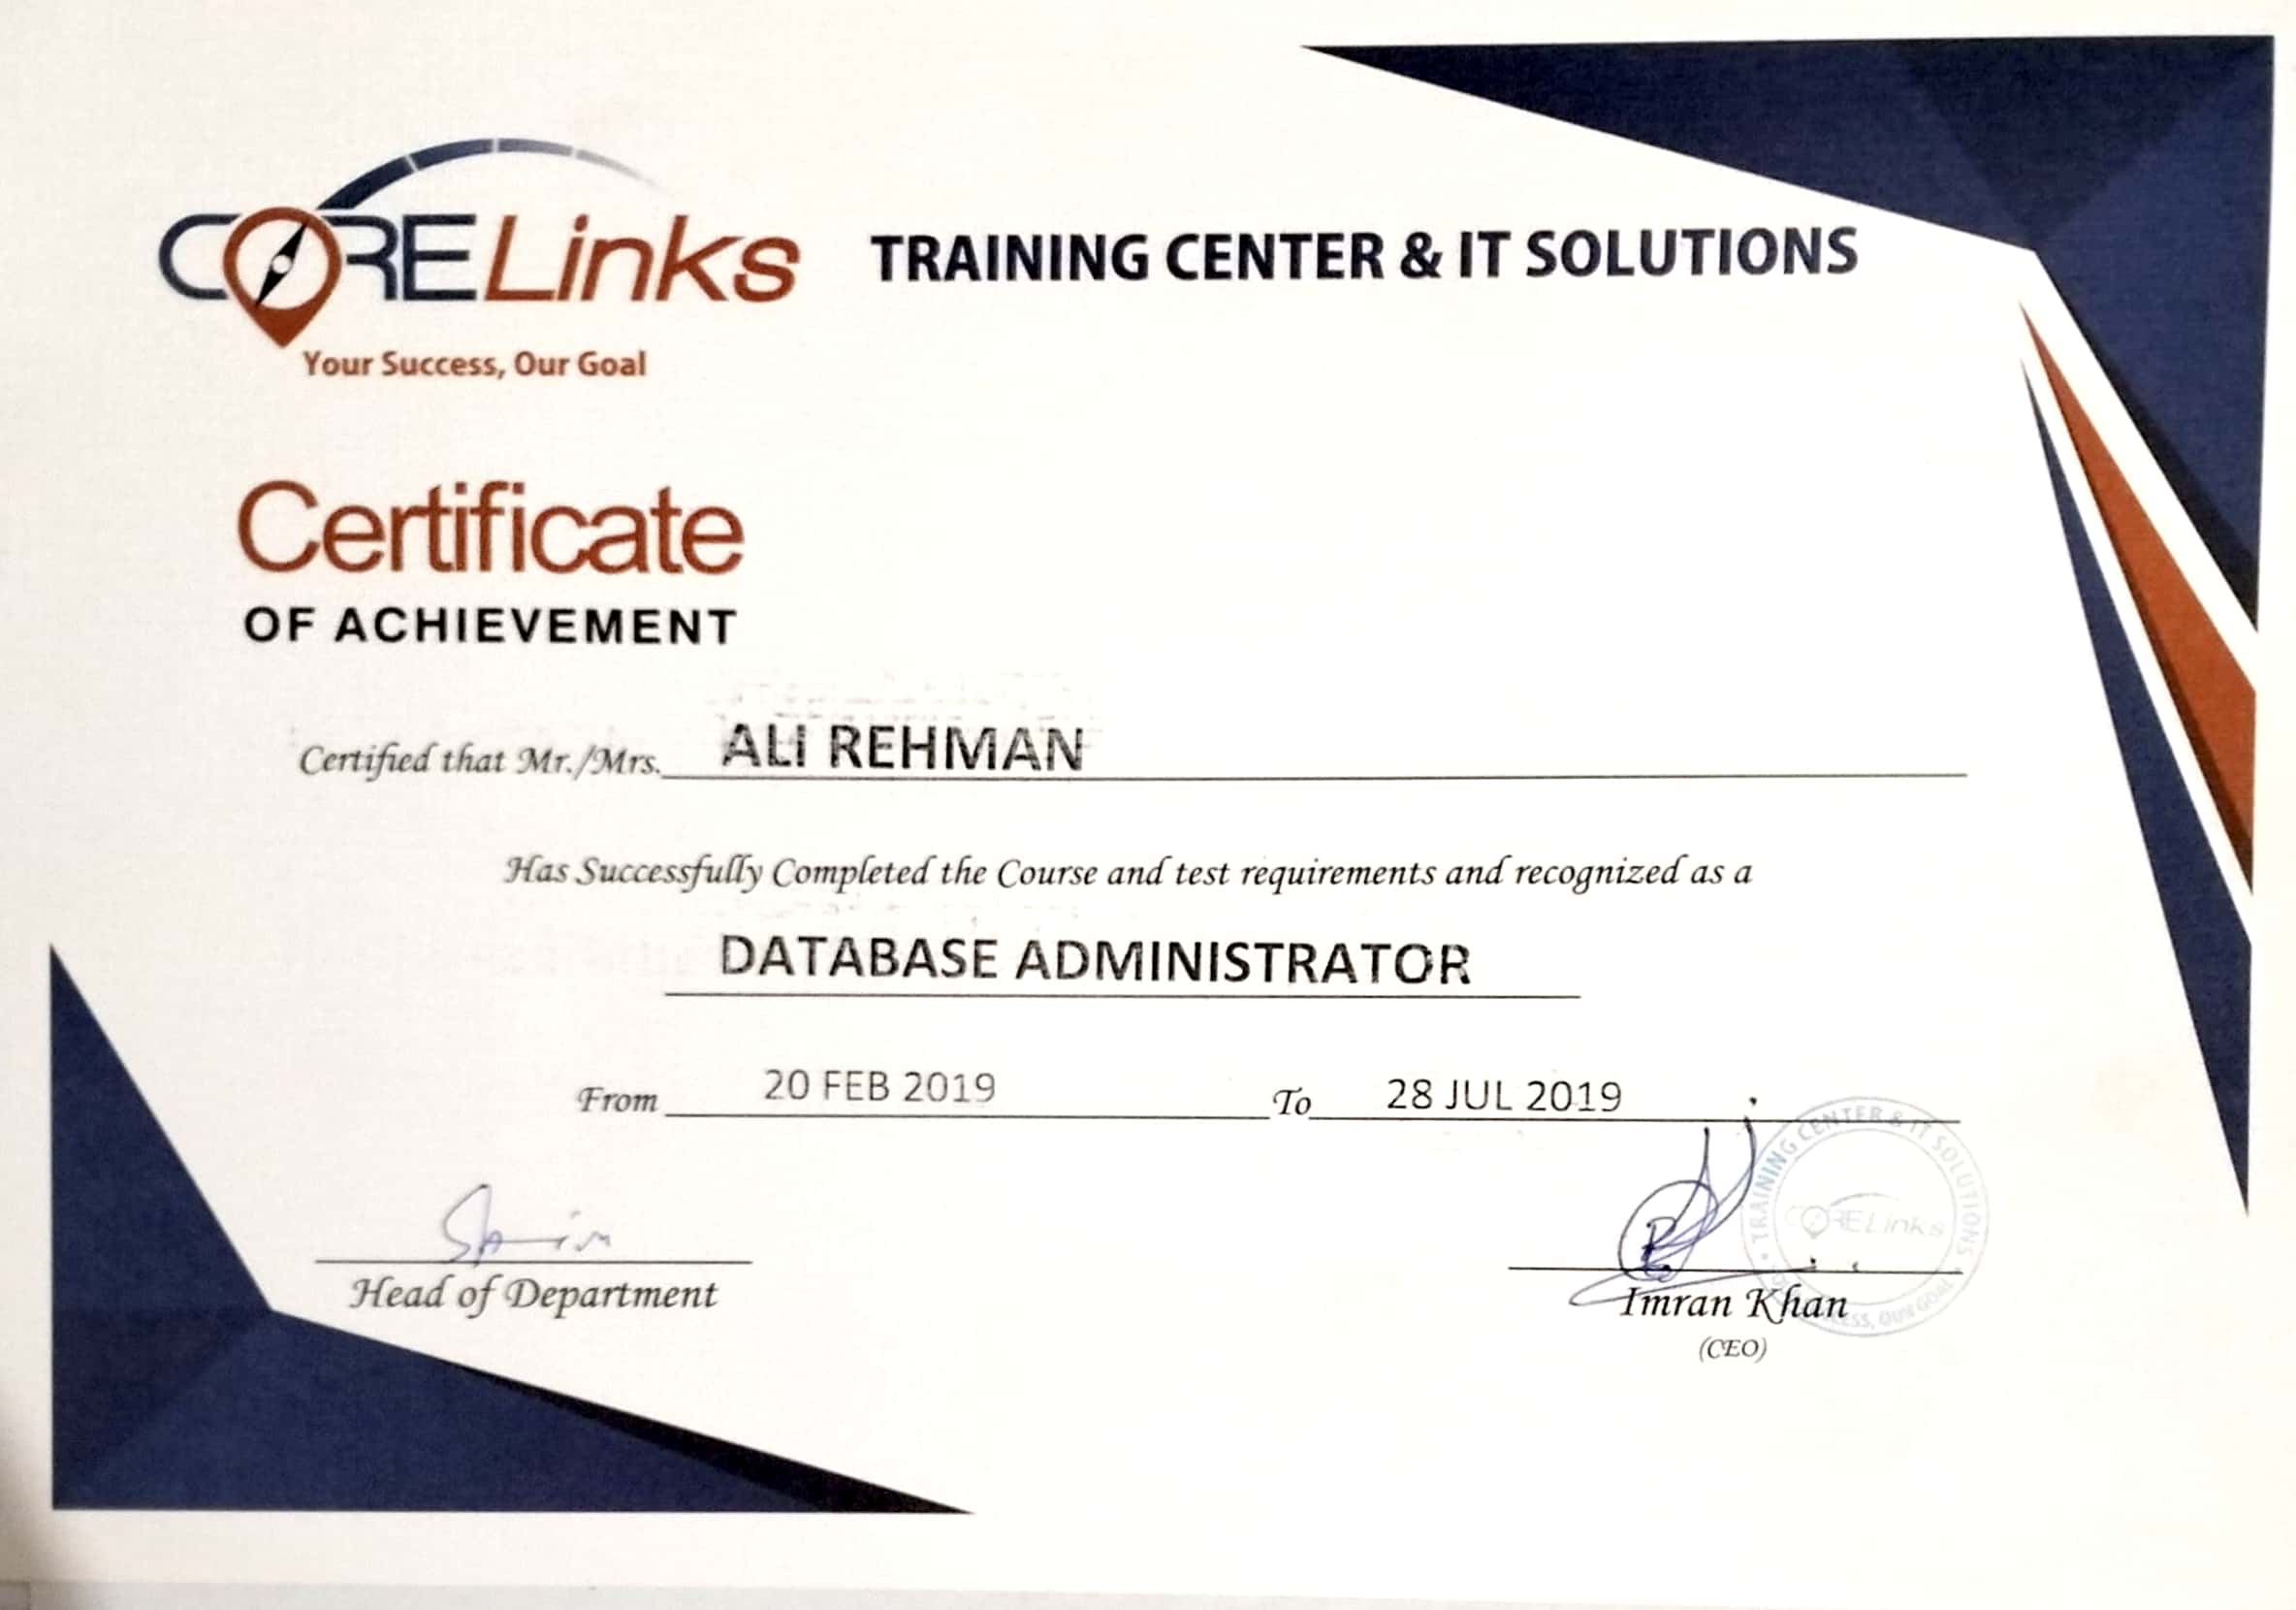 CORELinks TRAINING CENTER & IT SOLUTIONS
Your Success, Our Goal
Certificate
OF ACHIEVEMENT
Certified that Mr./Mrs. ALI REHMAN
Has Successfully Completed the Course and test requirements and recognized as a
DATABASE ADMINISTRATOR
From 20 FEB 2019 To 28 JUL 2019
TRAINING CENTER & IT SOLUTIONS
CORELinks
SUCCESS, OUR GOAL
Head of Department
Imran Khan
(CEO)